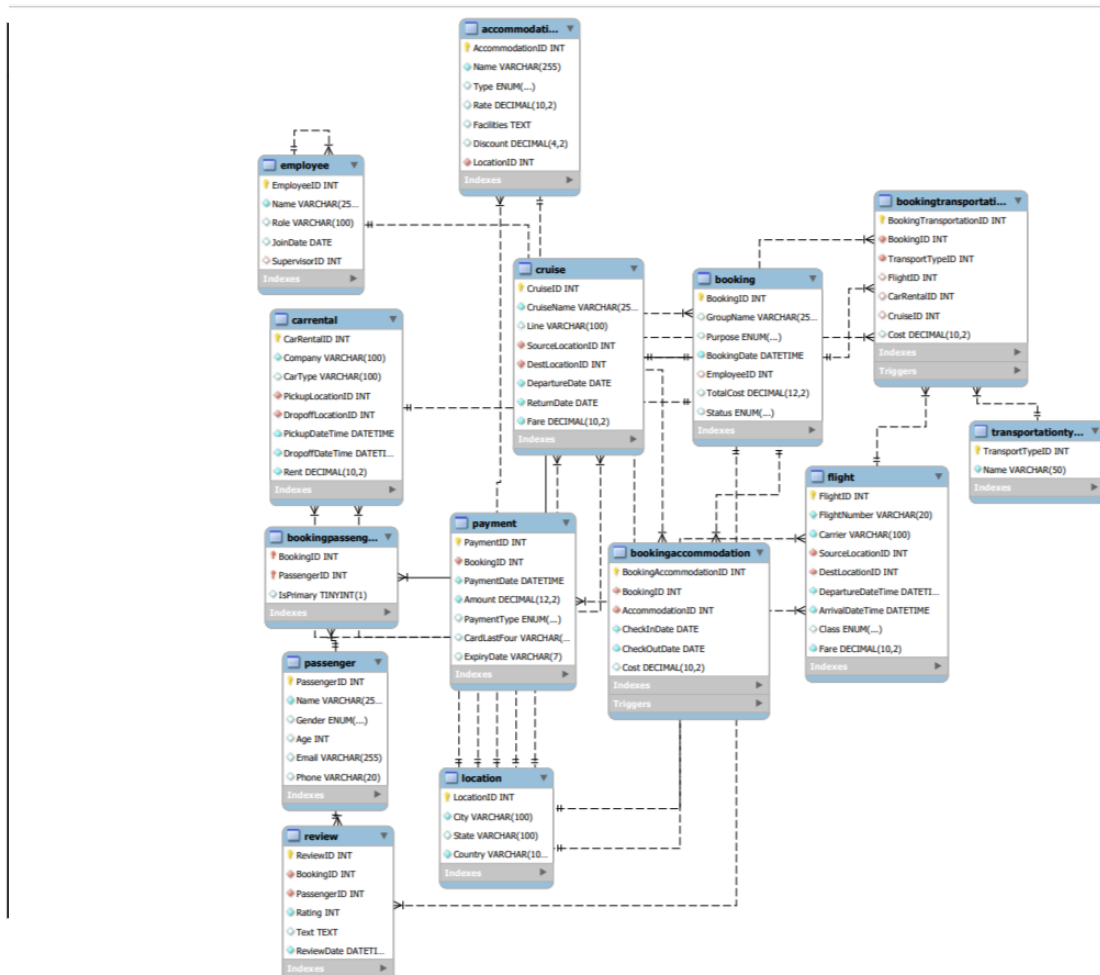 accommodati...
AccommodationID INT
Name VARCHAR(255)
Type ENUM(...)
Rate DECIMAL(10,2)
Facilities TEXT
Discount DECIMAL(4,2)
LocationID INT
Indexes
employee
EmployeeID INT
Name VARCHAR(25...
Role VARCHAR(100)
JoinDate DATE
SupervisorID INT
Indexes
bookingtransportati...
BookingTransportationID INT
BookingID INT
TransportTypeID INT
FlightID INT
CarRentalID INT
CruiseID INT
Cost DECIMAL(10,2)
Indexes
Triggers
cruise
CruiseID INT
CruiseName VARCHAR(25...
Line VARCHAR(100)
SourceLocationID INT
DestLocationID INT
DepartureDate DATE
ReturnDate DATE
Fare DECIMAL(10,2)
Indexes
booking
BookingID INT
GroupName VARCHAR(25...
Purpose ENUM(...)
BookingDate DATETIME
EmployeeID INT
TotalCost DECIMAL(12,2)
Status ENUM(...)
Indexes
carrental
CarRentalID INT
Company VARCHAR(100)
CarType VARCHAR(100)
PickupLocationID INT
DropoffLocationID INT
PickupDateTime DATETIME
DropoffDateTime DATETI...
Rent DECIMAL(10,2)
Indexes
transportationty...
TransportTypeID INT
Name VARCHAR(50)
Indexes
flight
FlightID INT
FlightNumber VARCHAR(20)
Carrier VARCHAR(100)
SourceLocationID INT
DestLocationID INT
DepartureDateTime DATETI...
ArrivalDateTime DATETIME
Class ENUM(...)
Fare DECIMAL(10,2)
Indexes
payment
PaymentID INT
BookingID INT
PaymentDate DATETIME
Amount DECIMAL(12,2)
PaymentType ENUM(...)
CardLastFour VARCHAR(...
ExpiryDate VARCHAR(7)
Indexes
bookingpasseng...
BookingID INT
PassengerID INT
IsPrimary TINYINT(1)
Indexes
bookingaccommodation
BookingAccommodationID INT
BookingID INT
AccommodationID INT
CheckInDate DATE
CheckOutDate DATE
Cost DECIMAL(10,2)
Indexes
Triggers
passenger
PassengerID INT
Name VARCHAR(25...
Gender ENUM(...)
Age INT
Email VARCHAR(255)
Phone VARCHAR(20)
Indexes
location
LocationID INT
City VARCHAR(100)
State VARCHAR(100)
Country VARCHAR(10...
Indexes
review
ReviewID INT
BookingID INT
PassengerID INT
Rating INT
Text TEXT
ReviewDate DATETI...
Indexes